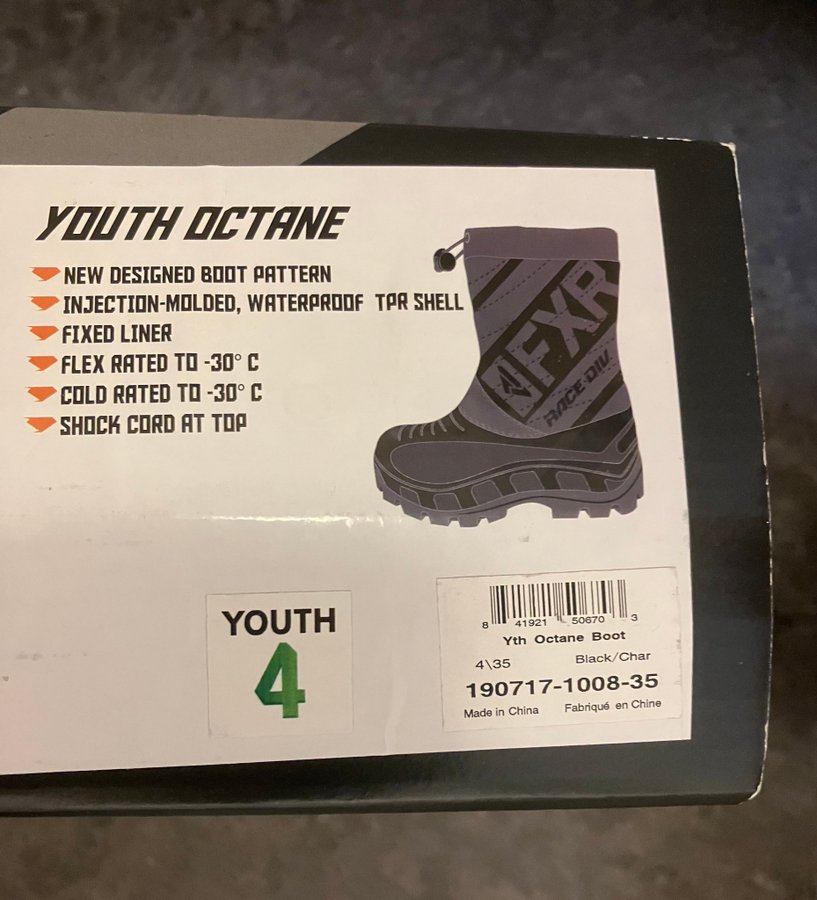 YOUTH OCTANE
NEW DESIGNED BOOT PATTERN
INJECTION-MOLDED, WATERPROOF TPR SHELL
FIXED LINER
FLEX RATED TO -30° C
COLD RATED TO -30° C
SHOCK CORD AT TOP
FXR
RACE DIV
YOUTH
4
8 41921 50670 3
Yth Octane Boot
4\35 Black/Char
190717-1008-35
Made in China Fabriqué en Chine